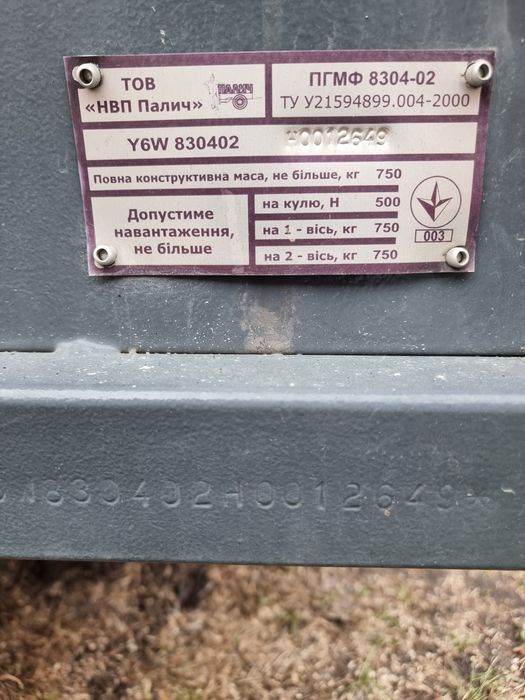 ТОВ
«НВП Палич»
ПАЛИЧ
ПГМФ 8304-02
ТУ У21594899.004-2000
Y6W 830402 H0012649
Повна конструктивна маса, не більше, кг 750
Допустиме
навантаження,
не більше
на кулю, Н 500
на 1 - вісь, кг 750
на 2 - вісь, кг 750
003
W830402H0012649*